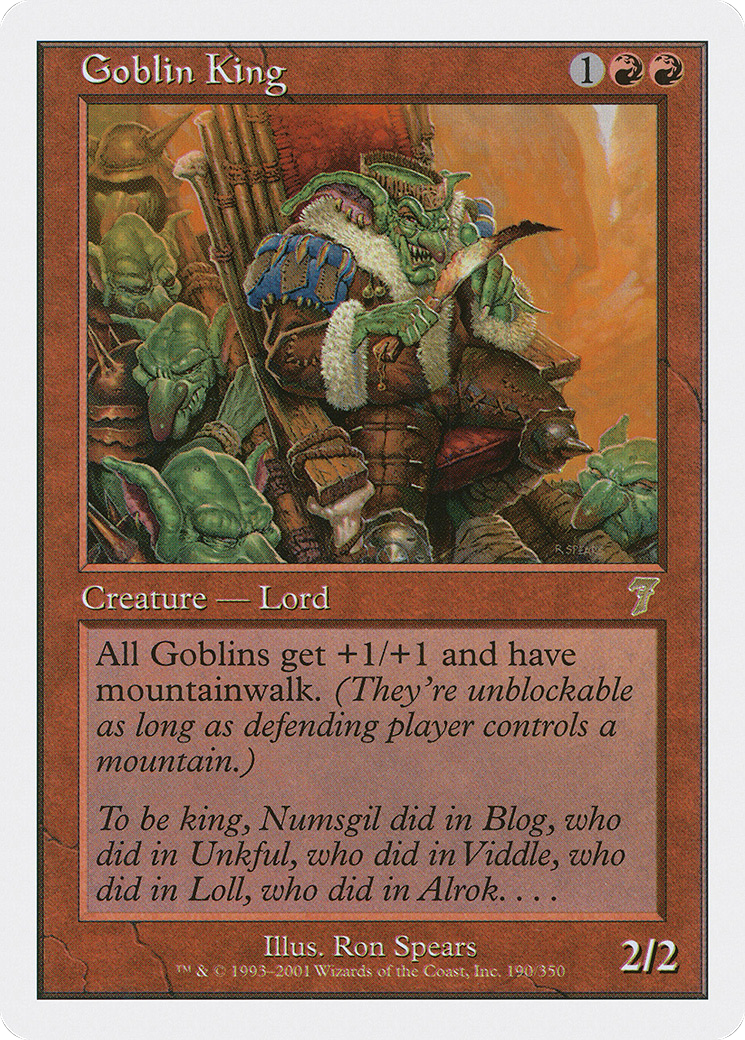 Goblin King 1
R. SPEARS
Creature — Lord 7
All Goblins get +1/+1 and have
mountainwalk. (They're unblockable
as long as defending player controls a
mountain.)
To be king, Numsgil did in Blog, who
did in Unkful, who did in Viddle, who
did in Loll, who did in Alrok. . . .
Illus. Ron Spears
™ & © 1993–2001 Wizards of the Coast, Inc. 190/350
2/2